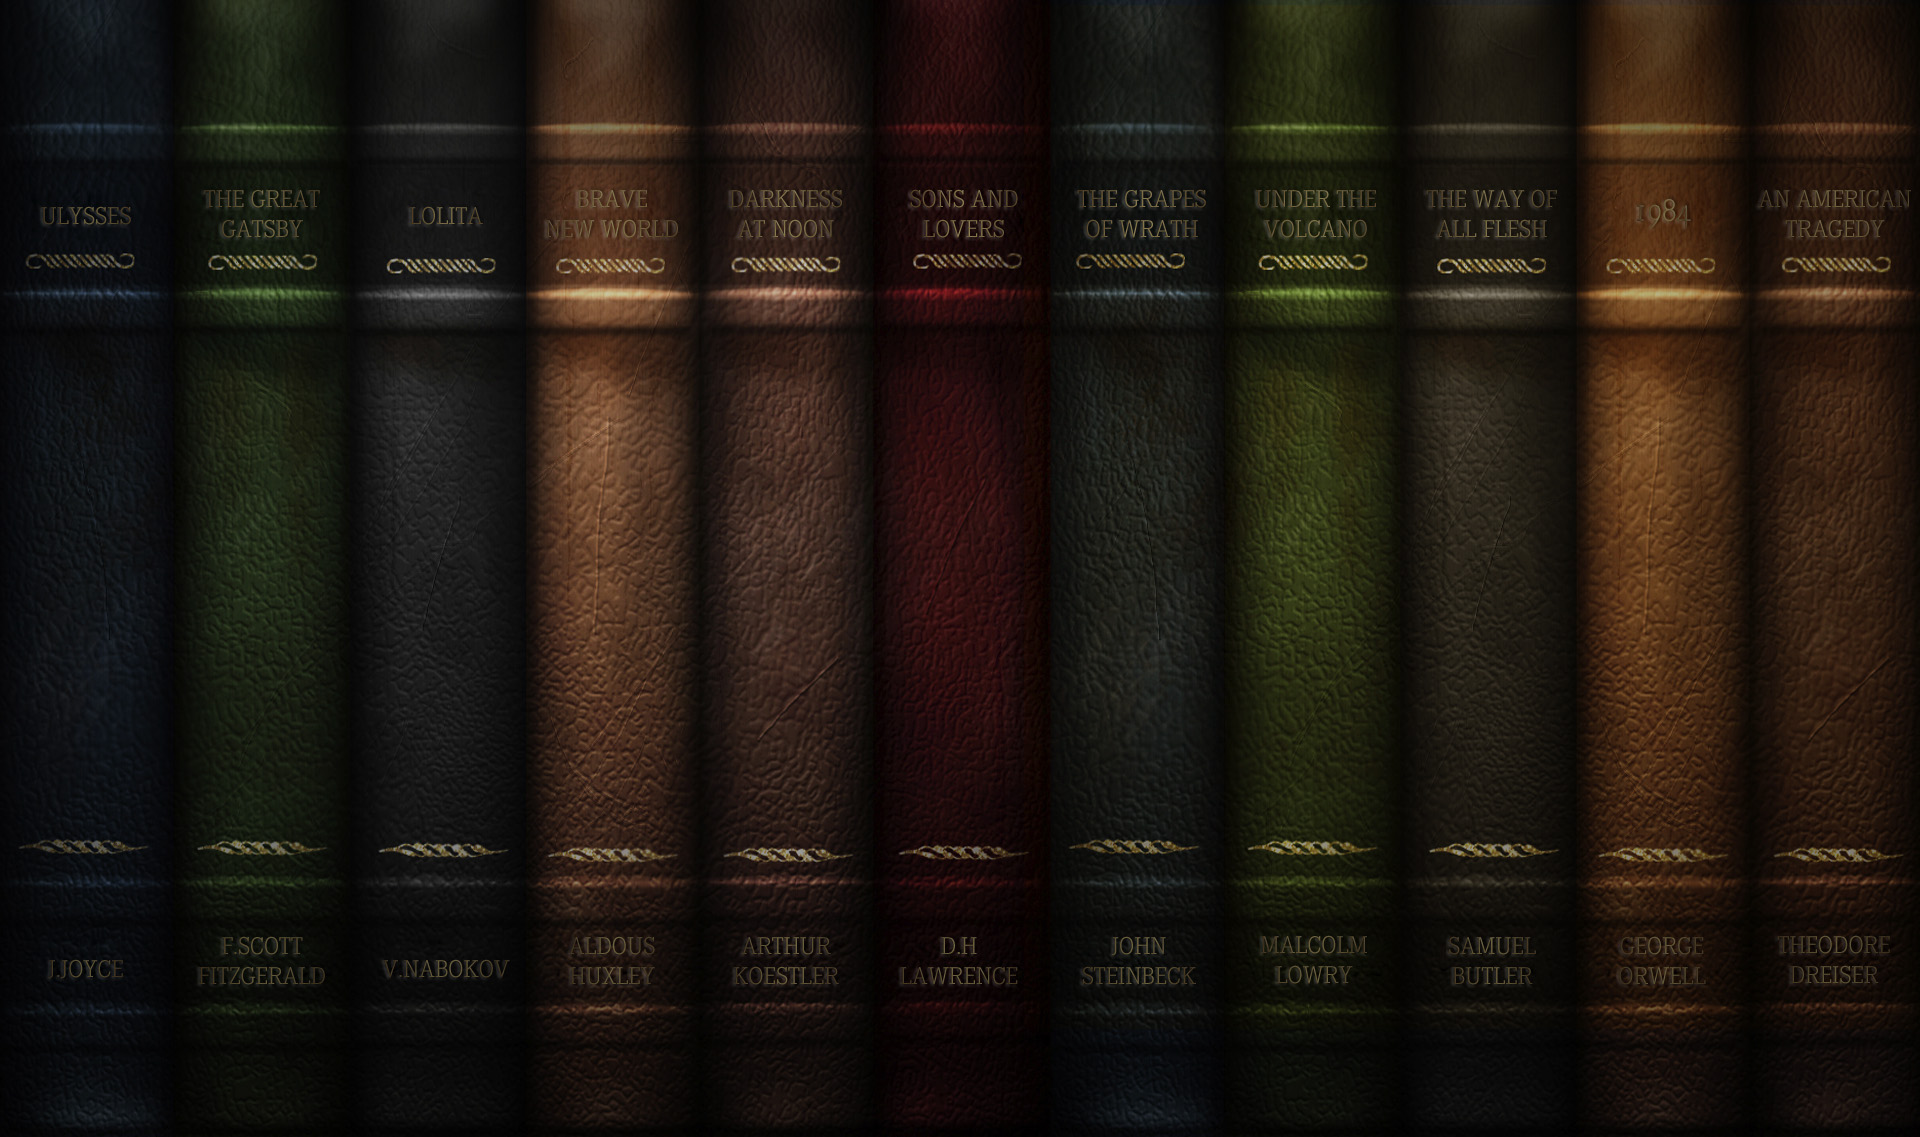 ULYSSES
J.JOYCE
THE GREAT
GATSBY
F.SCOTT
FITZGERALD
LOLITA
V.NABOKOV
BRAVE
NEW WORLD
ALDOUS
HUXLEY
DARKNESS
AT NOON
ARTHUR
KOESTLER
SONS AND
LOVERS
D.H
LAWRENCE
THE GRAPES
OF WRATH
JOHN
STEINBECK
UNDER THE
VOLCANO
MALCOLM
LOWRY
THE WAY OF
ALL FLESH
SAMUEL
BUTLER
1984
GEORGE
ORWELL
AN AMERICAN
TRAGEDY
THEODORE
DREISER